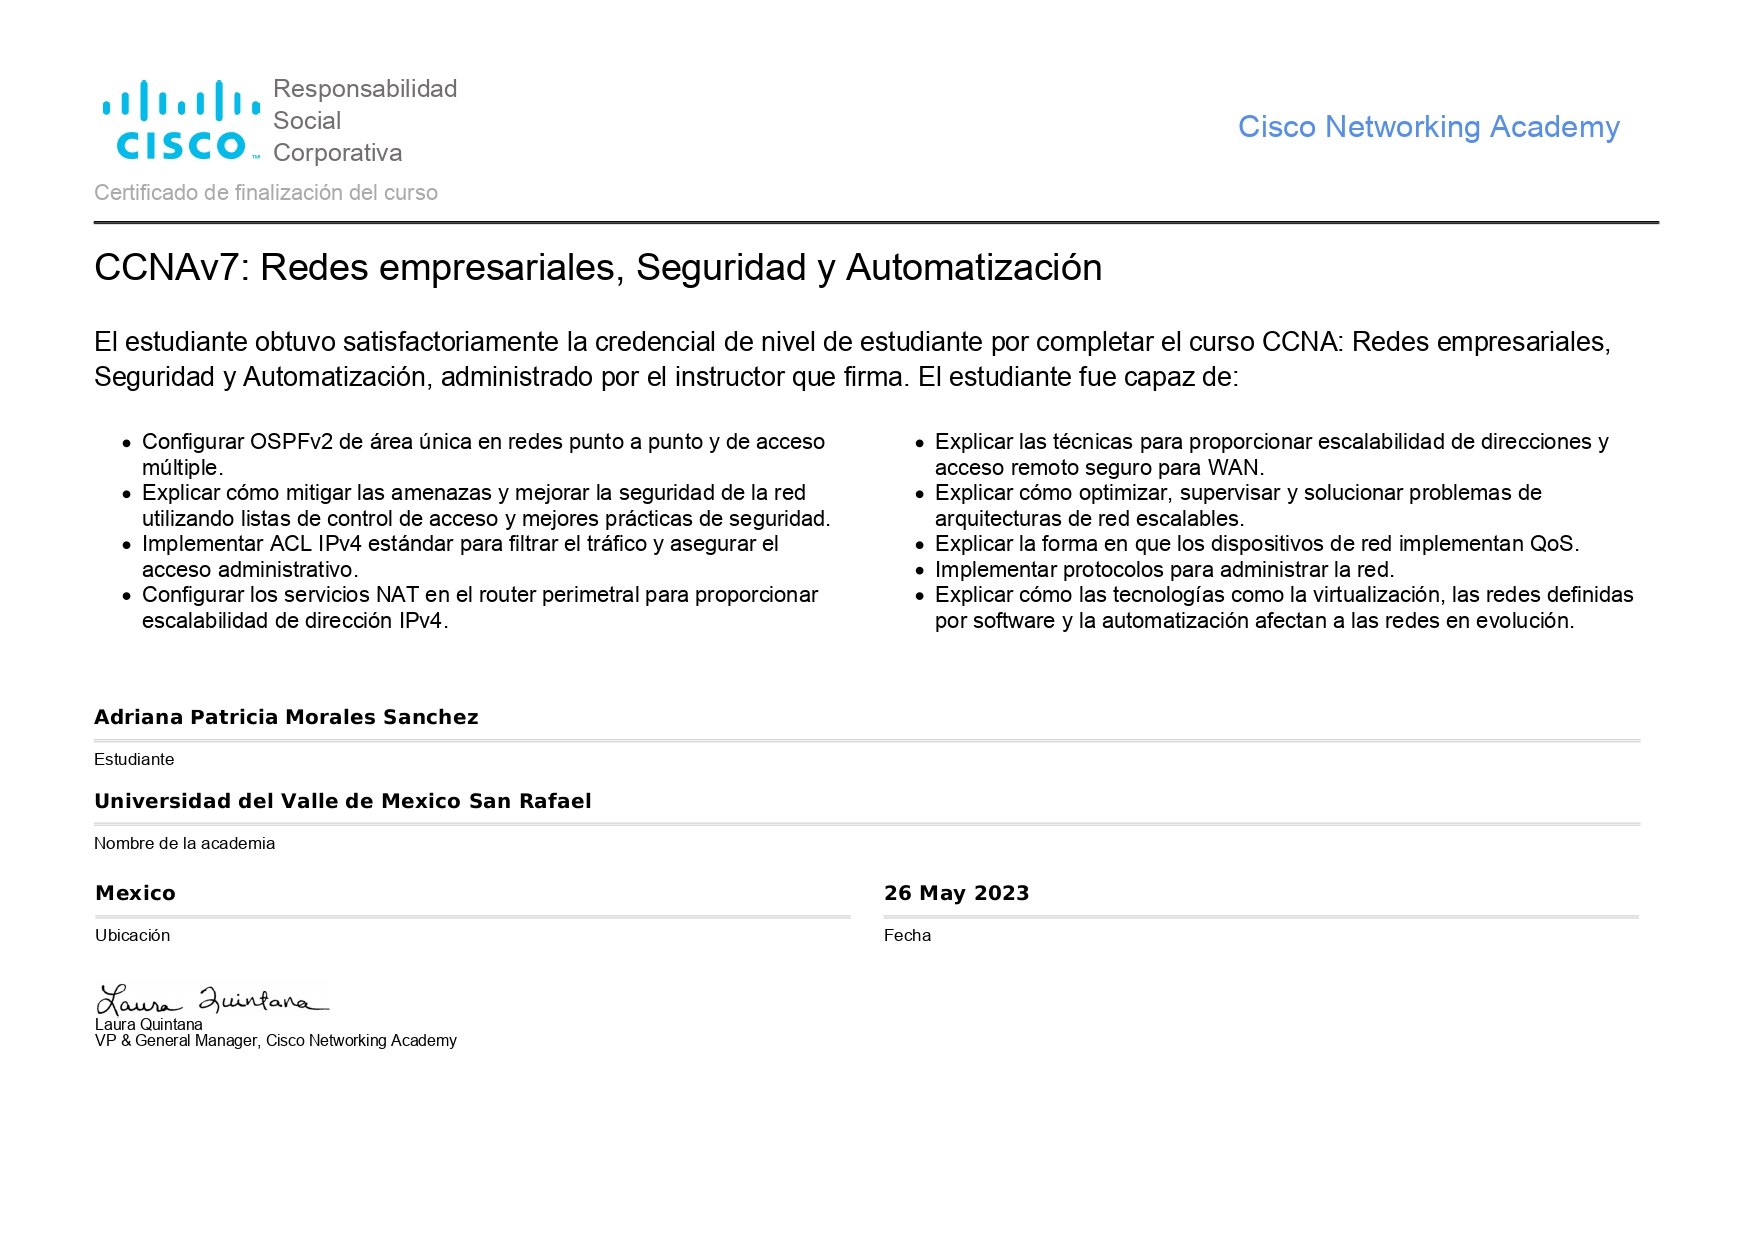 CISCO
Responsabilidad
Social
Corporativa
Cisco Networking Academy
Certificado de finalización del curso
CCNAv7: Redes empresariales, Seguridad y Automatización
El estudiante obtuvo satisfactoriamente la credencial de nivel de estudiante por completar el curso CCNA: Redes empresariales,
Seguridad y Automatización, administrado por el instructor que firma. El estudiante fue capaz de:
• Configurar OSPFv2 de área única en redes punto a punto y de acceso
múltiple.
• Explicar cómo mitigar las amenazas y mejorar la seguridad de la red
utilizando listas de control de acceso y mejores prácticas de seguridad.
• Implementar ACL IPv4 estándar para filtrar el tráfico y asegurar el
acceso administrativo.
• Configurar los servicios NAT en el router perimetral para proporcionar
escalabilidad de dirección IPv4.
• Explicar las técnicas para proporcionar escalabilidad de direcciones y
acceso remoto seguro para WAN.
• Explicar cómo optimizar, supervisar y solucionar problemas de
arquitecturas de red escalables.
• Explicar la forma en que los dispositivos de red implementan QoS.
• Implementar protocolos para administrar la red.
• Explicar cómo las tecnologías como la virtualización, las redes definidas
por software y la automatización afectan a las redes en evolución.
Adriana Patricia Morales Sanchez
Estudiante
Universidad del Valle de Mexico San Rafael
Nombre de la academia
Mexico
Ubicación
26 May 2023
Fecha
Laura Quintana
Laura Quintana
VP & General Manager, Cisco Networking Academy